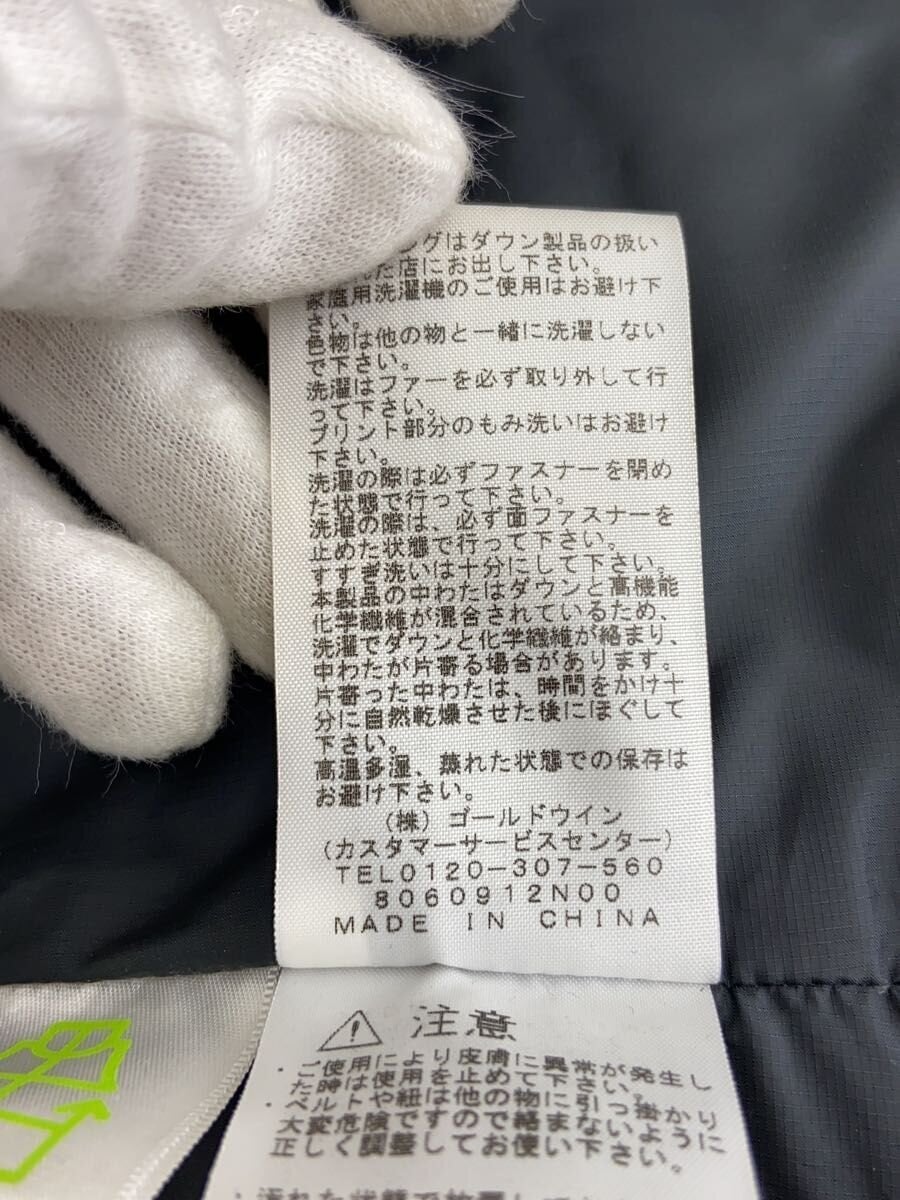 グはダウン製品の扱い
た店にお出し下さい。
家庭用洗濯機のご使用はお避け下
さい。
色物は他の物と一緒に洗濯しない
で下さい。
洗濯はファーを必ず取り外して行
って下さい。
プリント部分のもみ洗いはお避け
下さい。
洗濯の際は必ずファスナーを閉め
た状態で行って下さい。
洗濯の際は、必ず面ファスナーを
止めた状態で行って下さい。
すすぎ洗いは十分にして下さい。
本製品の中わたはダウンと高機能
化学繊維が混合されているため、
洗濯でダウンと化学繊維が絡まり、
中わたが片寄る場合があります。
片寄った中わたは、時間をかけ十
分に自然乾燥させた後にほぐして
下さい。
高温多湿、蒸れた状態での保存は
お避け下さい。
(株)ゴールドウイン
(カスタマーサービスセンター)
TEL0120-307-560
8060912N00
MADE IN CHINA
注意
・ご使用により皮膚に異常が発生し
た時は使用を止めて下さい。
・ベルトや紐は他の物に引っ掛かり
大変危険ですので絡まないように
正しく調整してお使い下さい。